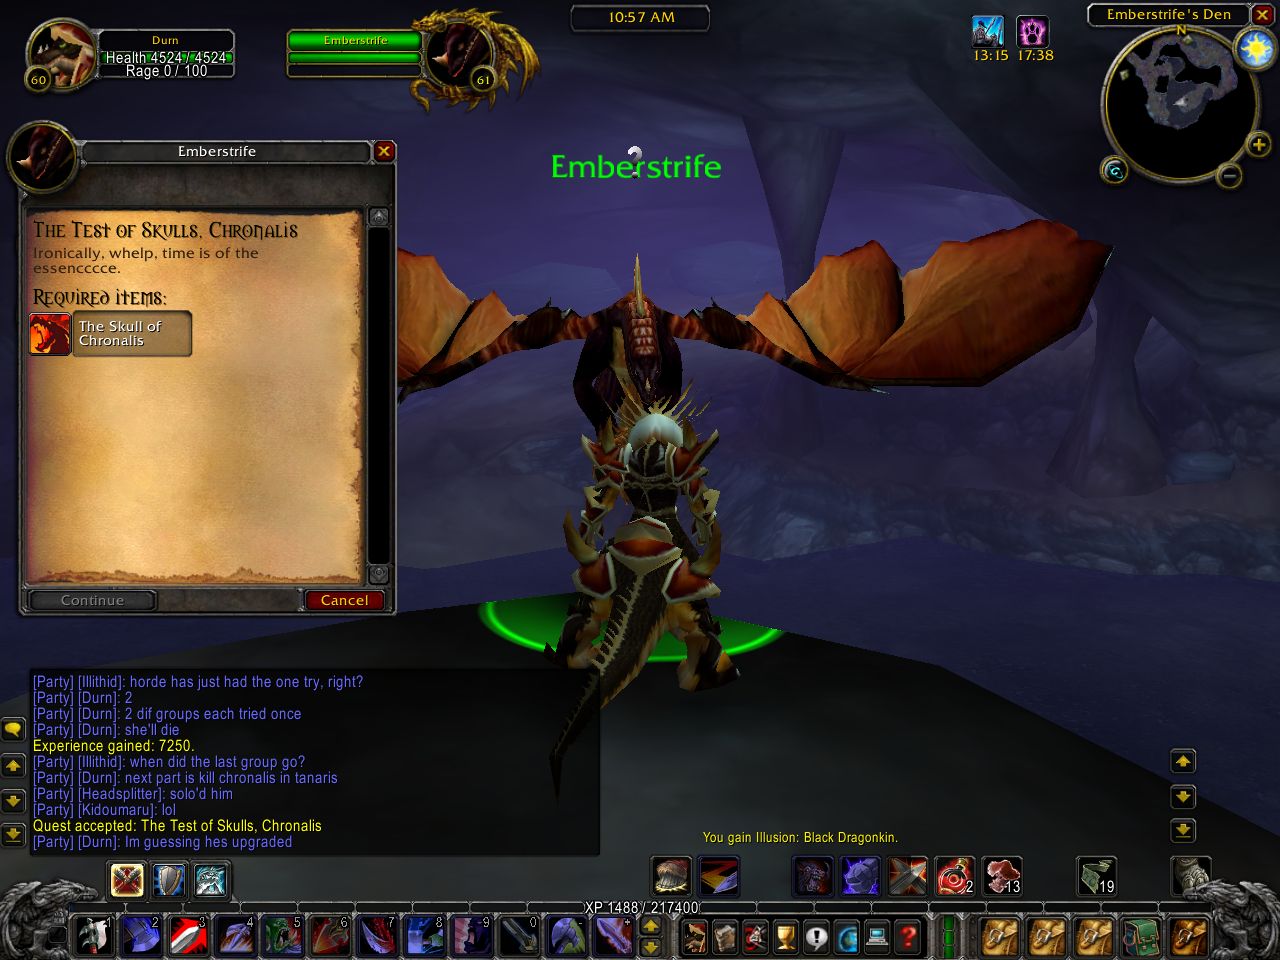 10:57 AM
Emberstrife's Den
Durn
Health 4524 / 4524
Rage 0 / 100
60
Emberstrife
61
13:15 17:38
N
Emberstrife
Emberstrife
?
The Test of Skulls, Chronalis
Ironically, whelp, time is of the
essencccce.
Required items:
The Skull of
Chronalis
Continue
Cancel
[Party] [Illithid]: horde has just had the one try, right?
[Party] [Durn]: 2
[Party] [Durn]: 2 dif groups each tried once
[Party] [Durn]: she'll die
Experience gained: 7250.
[Party] [Illithid]: when did the last group go?
[Party] [Durn]: next part is kill chronalis in tanaris
[Party] [Headsplitter]: solo'd him
[Party] [Kidoumaru]: lol
Quest accepted: The Test of Skulls, Chronalis
[Party] [Durn]: Im guessing hes upgraded
You gain Illusion: Black Dragonkin.
2 13 19
XP 1488 / 217400
1 2 3 4 5 6 7 8 9 0 - +
! ?